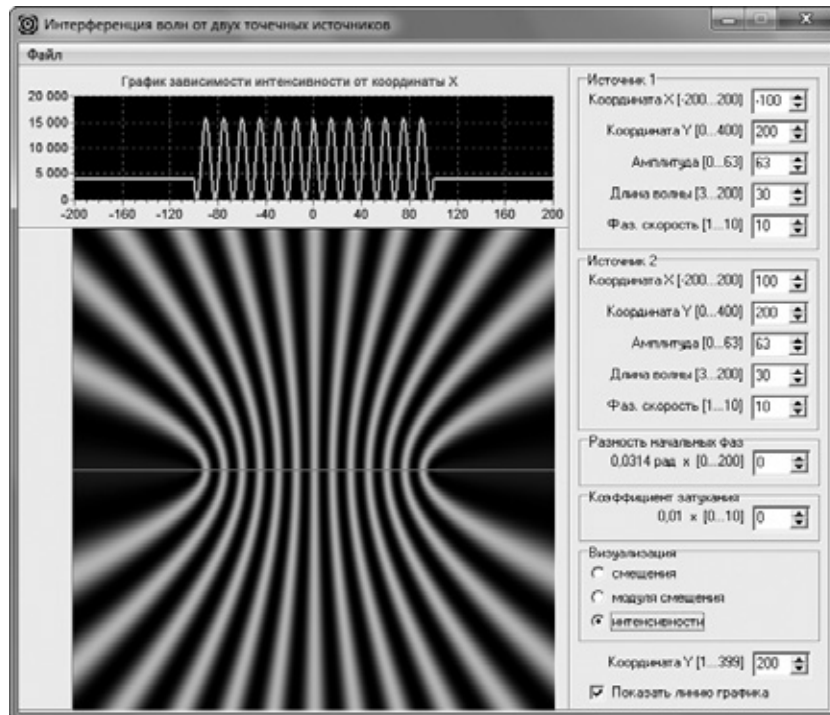 Интерференция волн от двух точечных источников
Файл
График зависимости интенсивности от координаты X
20 000
15 000
10 000
5 000
0
-200 -160 -120 -80 -40 0 40 80 120 160 200
Источник 1
Координата X [-200...200] -100
Координата Y [0...400] 200
Амплитуда [0...63] 63
Длина волны [3...200] 30
Фаз. скорость [1...10] 10
Источник 2
Координата X [-200...200] 100
Координата Y [0...400] 200
Амплитуда [0...63] 63
Длина волны [3...200] 30
Фаз. скорость [1...10] 10
Разность начальных фаз
0,0314 рад x [0...200] 0
Коэффициент затухания
0,01 x [0...10] 0
Визуализация
смещения
модуля смещения
интенсивности
Координата Y [1...399] 200
Показать линию графика